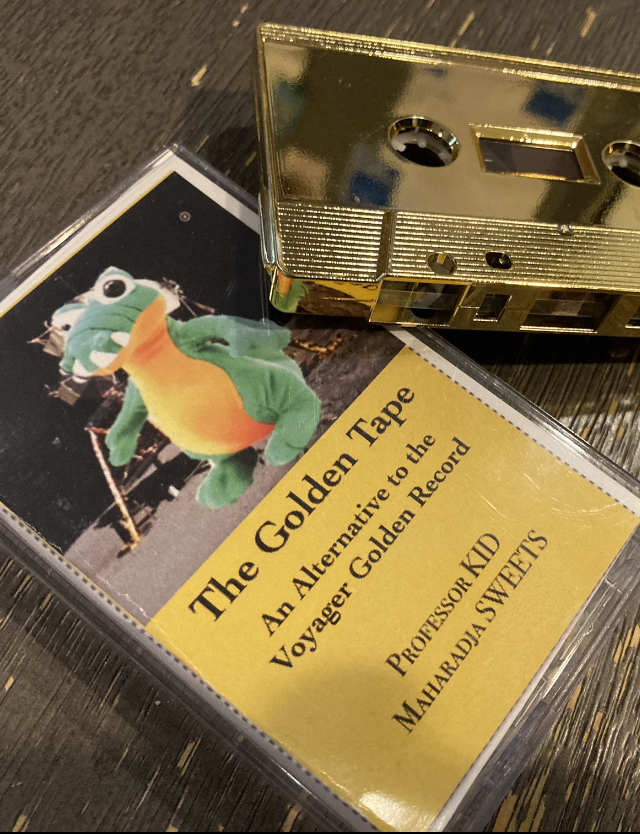 The Golden Tape
An Alternative to the
Voyager Golden Record
PROFESSOR KID
MAHARADJA SWEETS